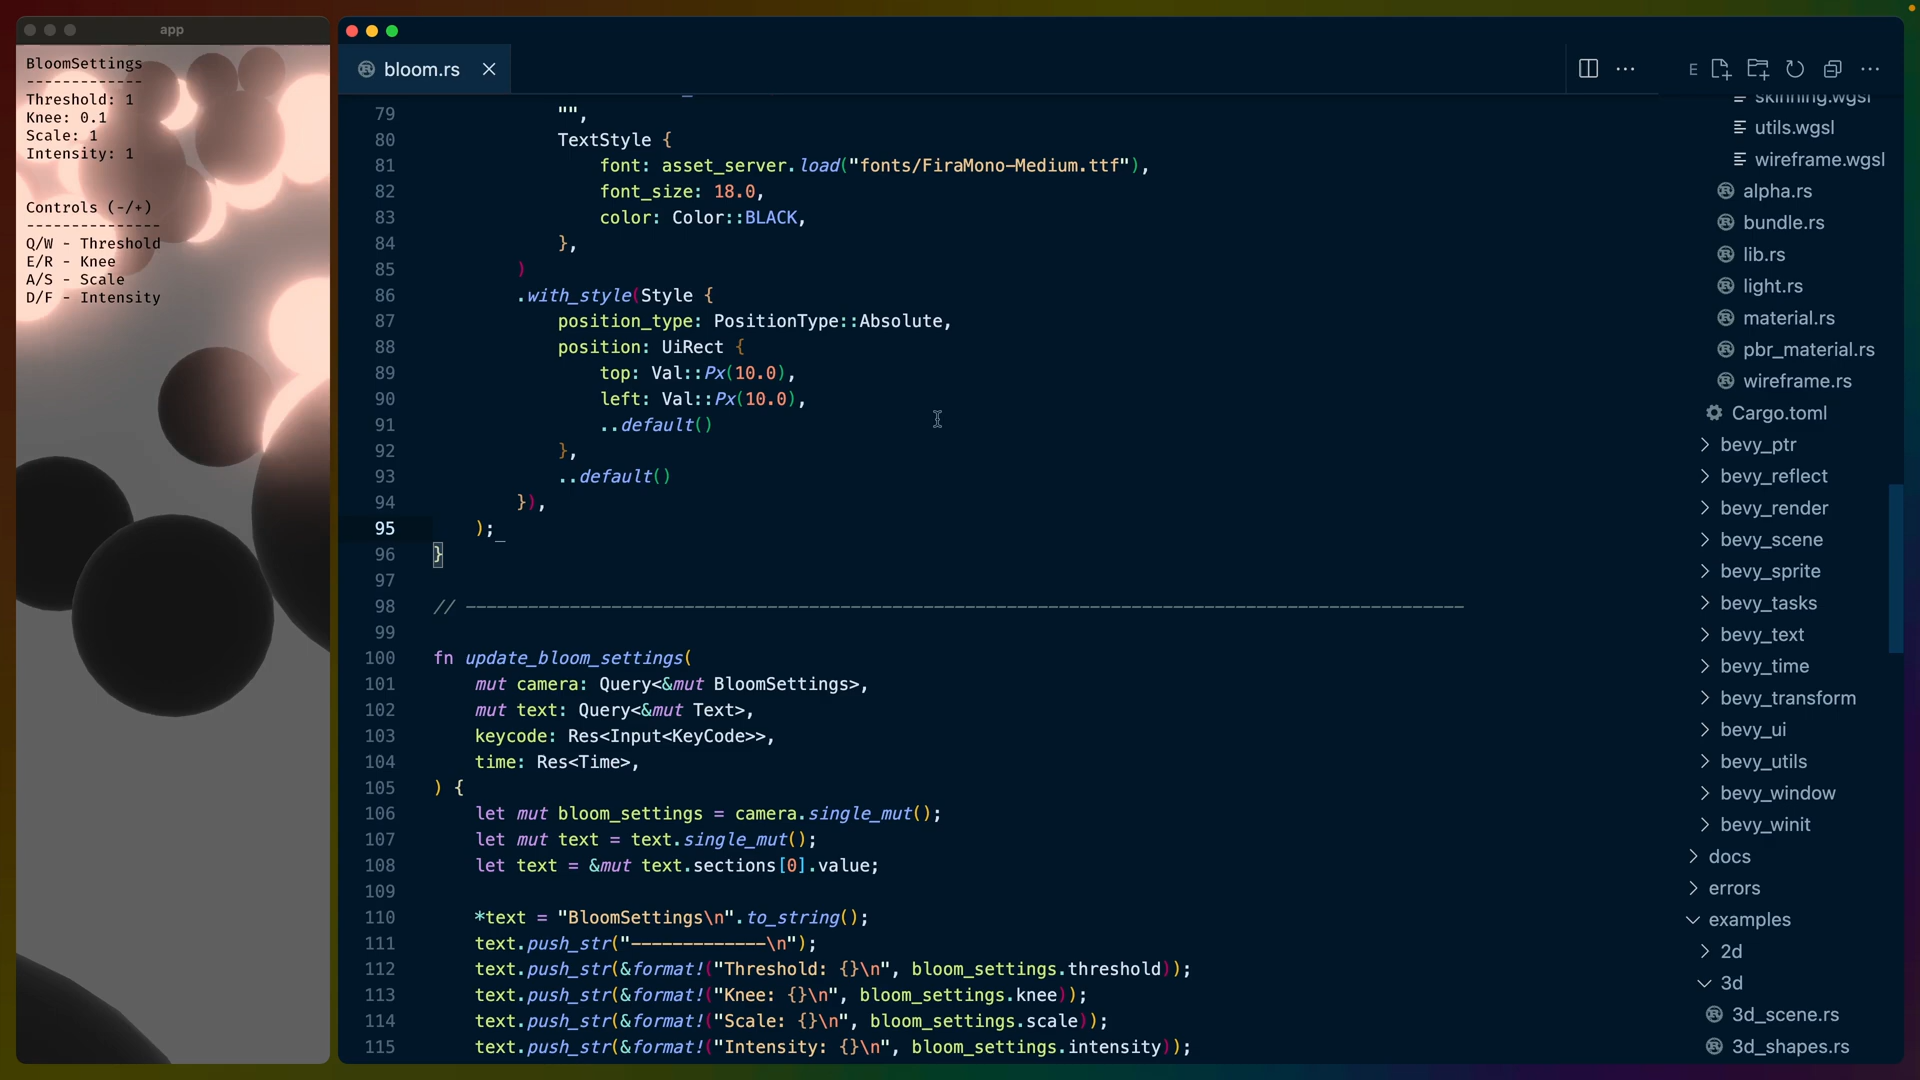 app
BloomSettings
-------------
Threshold: 1
Knee: 0.1
Scale: 1
Intensity: 1
Controls (-/+)
---------------
Q/W - Threshold
E/R - Knee
A/S - Scale
D/F - Intensity
bloom.rs
79 "",
80 TextStyle {
81 font: asset_server.load("fonts/FiraMono-Medium.ttf"),
82 font_size: 18.0,
83 color: Color::BLACK,
84 },
85 )
86 .with_style(Style {
87 position_type: PositionType::Absolute,
88 position: UiRect {
89 top: Val::Px(10.0),
90 left: Val::Px(10.0),
91 ..default()
92 },
93 ..default()
94 }),
95 );
96 }
97
98 // ------------------------------------------------------------------------------------------------
99
100 fn update_bloom_settings(
101 mut camera: Query<&mut BloomSettings>,
102 mut text: Query<&mut Text>,
103 keycode: Res<Input<KeyCode>>,
104 time: Res<Time>,
105 ) {
106 let mut bloom_settings = camera.single_mut();
107 let mut text = text.single_mut();
108 let text = &mut text.sections[0].value;
109
110 *text = "BloomSettings\n".to_string();
111 text.push_str("-------------\n");
112 text.push_str(&format!("Threshold: {}\n", bloom_settings.threshold));
113 text.push_str(&format!("Knee: {}\n", bloom_settings.knee));
114 text.push_str(&format!("Scale: {}\n", bloom_settings.scale));
115 text.push_str(&format!("Intensity: {}\n", bloom_settings.intensity));
E
skinning.wgsl
utils.wgsl
wireframe.wgsl
alpha.rs
bundle.rs
lib.rs
light.rs
material.rs
pbr_material.rs
wireframe.rs
Cargo.toml
bevy_ptr
bevy_reflect
bevy_render
bevy_scene
bevy_sprite
bevy_tasks
bevy_text
bevy_time
bevy_transform
bevy_ui
bevy_utils
bevy_window
bevy_winit
docs
errors
examples
2d
3d
3d_scene.rs
3d_shapes.rs